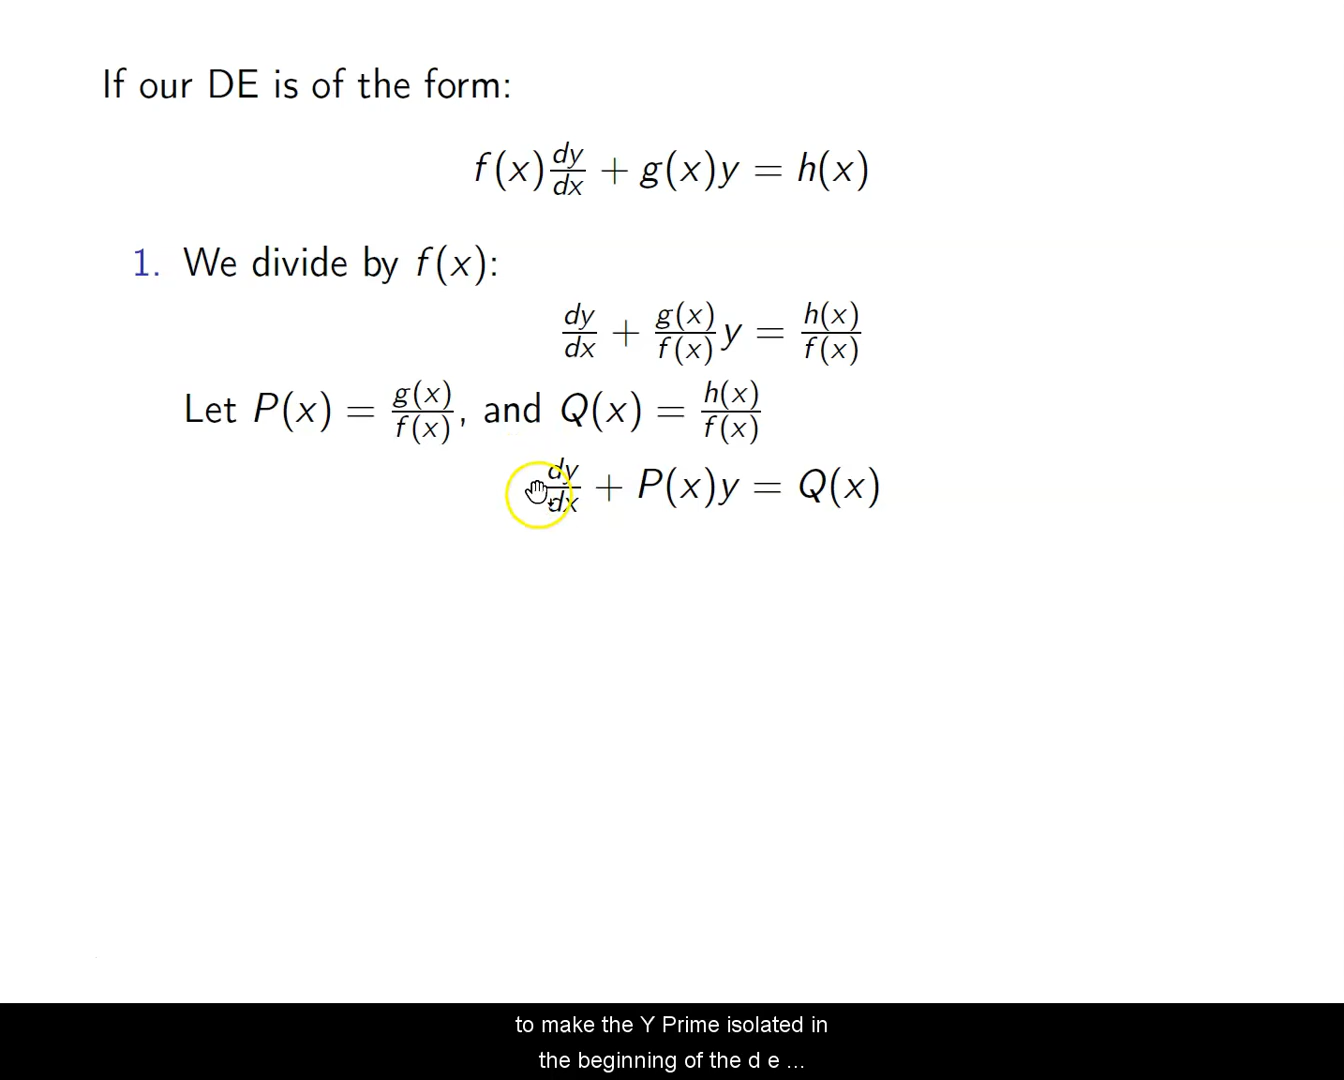 If our DE is of the form:
f(x) dy/dx + g(x)y = h(x)
1. We divide by f(x):
dy/dx + g(x)/f(x) y = h(x)/f(x)
Let P(x) = g(x)/f(x), and Q(x) = h(x)/f(x)
dy/dx + P(x)y = Q(x)
to make the Y Prime isolated in
the beginning of the d e ...